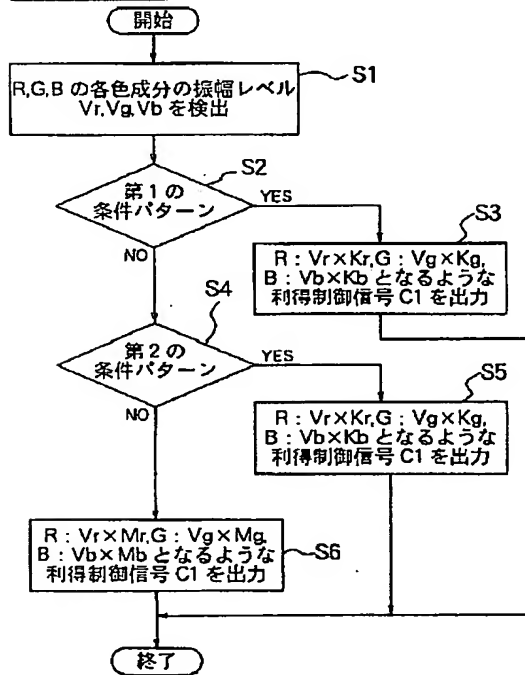 開始
R,G,B の各色成分の振幅レベル
Vr,Vg,Vb を検出
S1
S2
第1の
条件パターン
YES
NO
S3
R : Vr×Kr,G : Vg×Kg,
B : Vb×Kb となるような
利得制御信号 C1 を出力
S4
第2の
条件パターン
YES
NO
S5
R : Vr×Kr,G : Vg×Kg,
B : Vb×Kb となるような
利得制御信号 C1 を出力
R : Vr×Mr,G : Vg×Mg,
B : Vb×Mb となるような
利得制御信号 C1 を出力
S6
終了